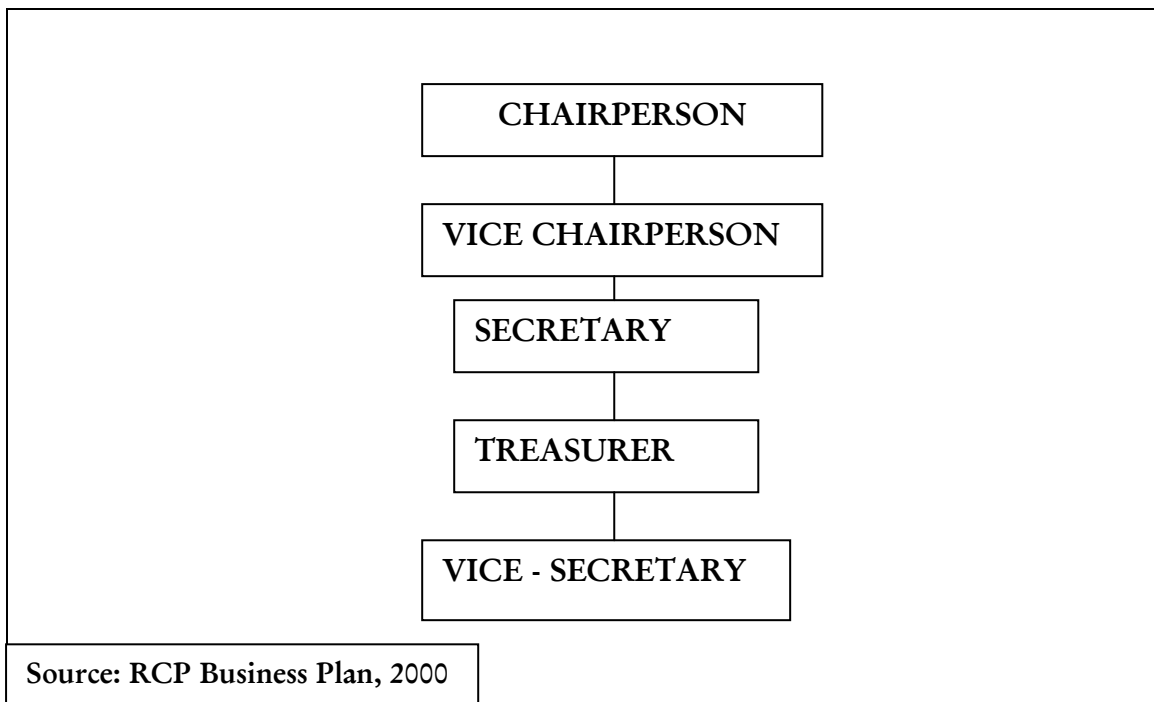 CHAIRPERSON
VICE CHAIRPERSON
SECRETARY
TREASURER
VICE - SECRETARY
Source: RCP Business Plan, 2000